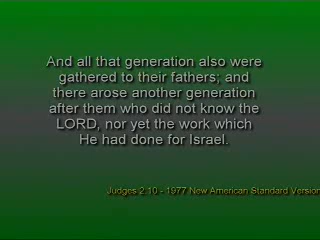 And all that generation also were
gathered to their fathers; and
there arose another generation
after them who did not know the
LORD, nor yet the work which
He had done for Israel.
Judges 2:10 - 1977 New American Standard Version